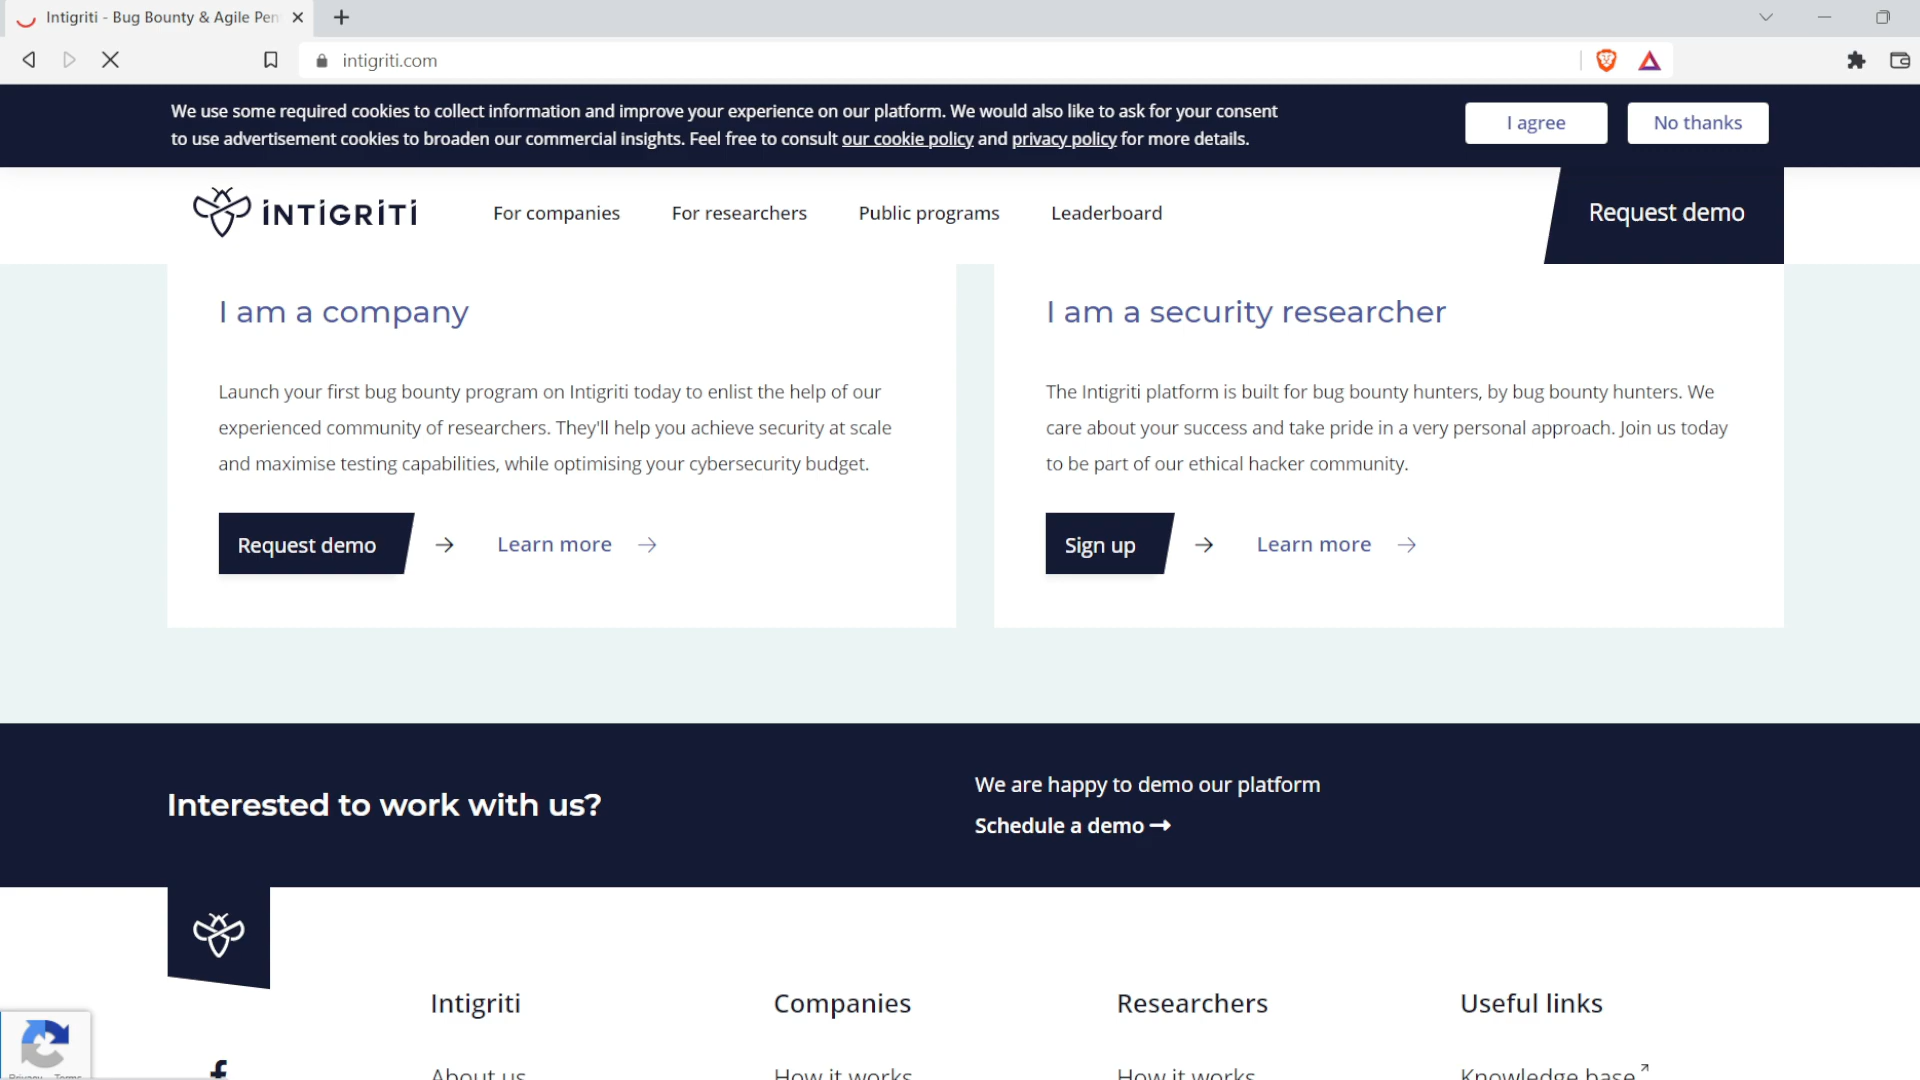 Intigriti - Bug Bounty & Agile Pen
intigriti.com
We use some required cookies to collect information and improve your experience on our platform. We would also like to ask for your consent
to use advertisement cookies to broaden our commercial insights. Feel free to consult our cookie policy and privacy policy for more details.
I agree
No thanks
INTIGRITI
For companies
For researchers
Public programs
Leaderboard
Request demo
I am a company
Launch your first bug bounty program on Intigriti today to enlist the help of our
experienced community of researchers. They'll help you achieve security at scale
and maximise testing capabilities, while optimising your cybersecurity budget.
Request demo → Learn more →
I am a security researcher
The Intigriti platform is built for bug bounty hunters, by bug bounty hunters. We
care about your success and take pride in a very personal approach. Join us today
to be part of our ethical hacker community.
Sign up → Learn more →
Interested to work with us?
We are happy to demo our platform
Schedule a demo →
Intigriti
About us
Companies
How it works
Researchers
How it works
Useful links
Knowledge base
Privacy - Terms